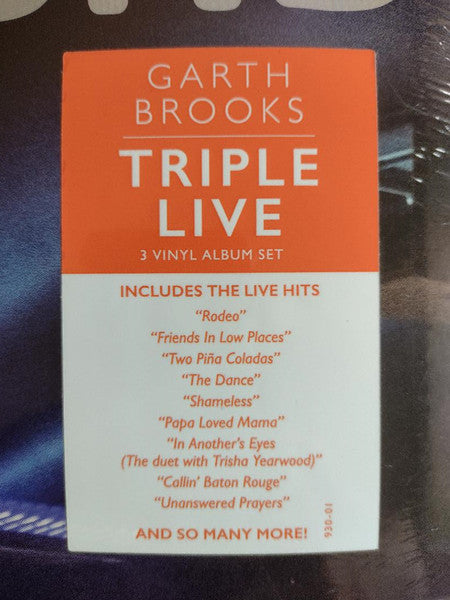 GARTH
BROOKS
TRIPLE
LIVE
3 VINYL ALBUM SET
INCLUDES THE LIVE HITS
“Rodeo”
“Friends In Low Places”
“Two Piña Coladas”
“The Dance”
“Shameless”
“Papa Loved Mama”
“In Another’s Eyes
(The duet with Trisha Yearwood)”
“Callin’ Baton Rouge”
“Unanswered Prayers”
AND SO MANY MORE!
930-01